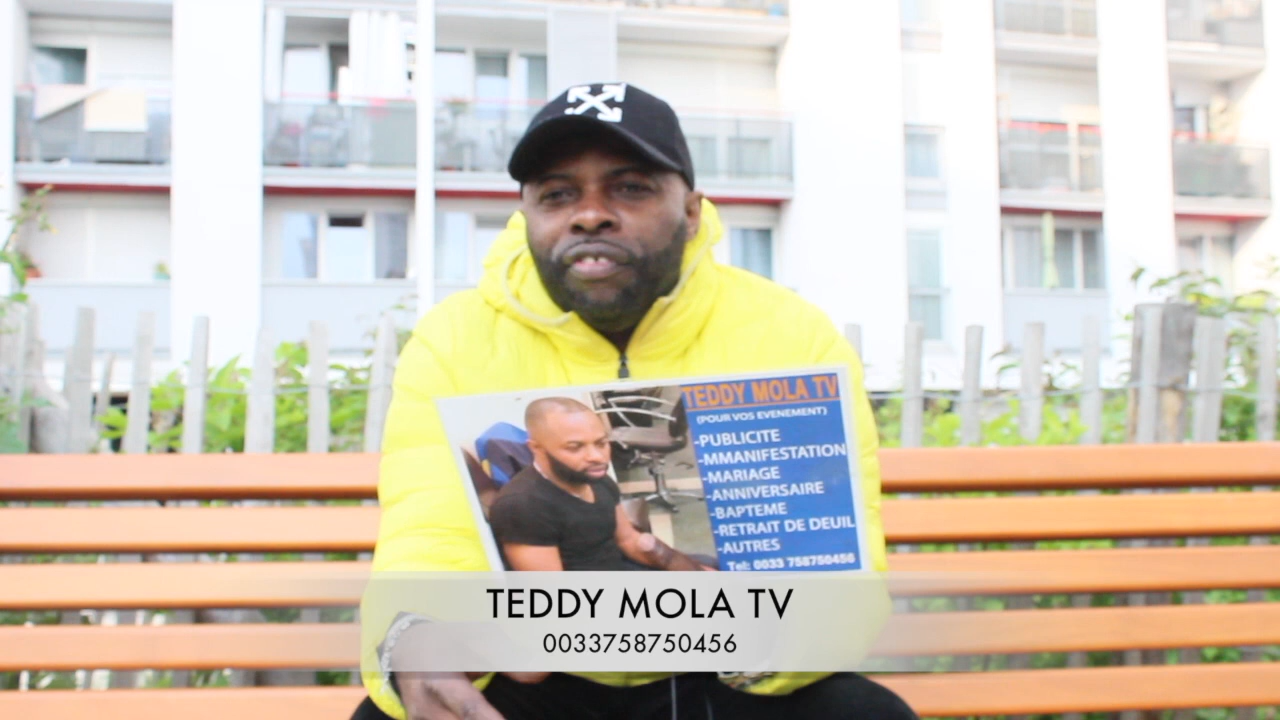 TEDDY MOLA TV
(POUR VOS EVENEMENT)
-PUBLICITE
-MMANIFESTATION
-MARIAGE
-ANNIVERSAIRE
-BAPTEME
-RETRAIT DE DEUIL
-AUTRES
Tel: 0033 758750456
TEDDY MOLA TV
0033758750456